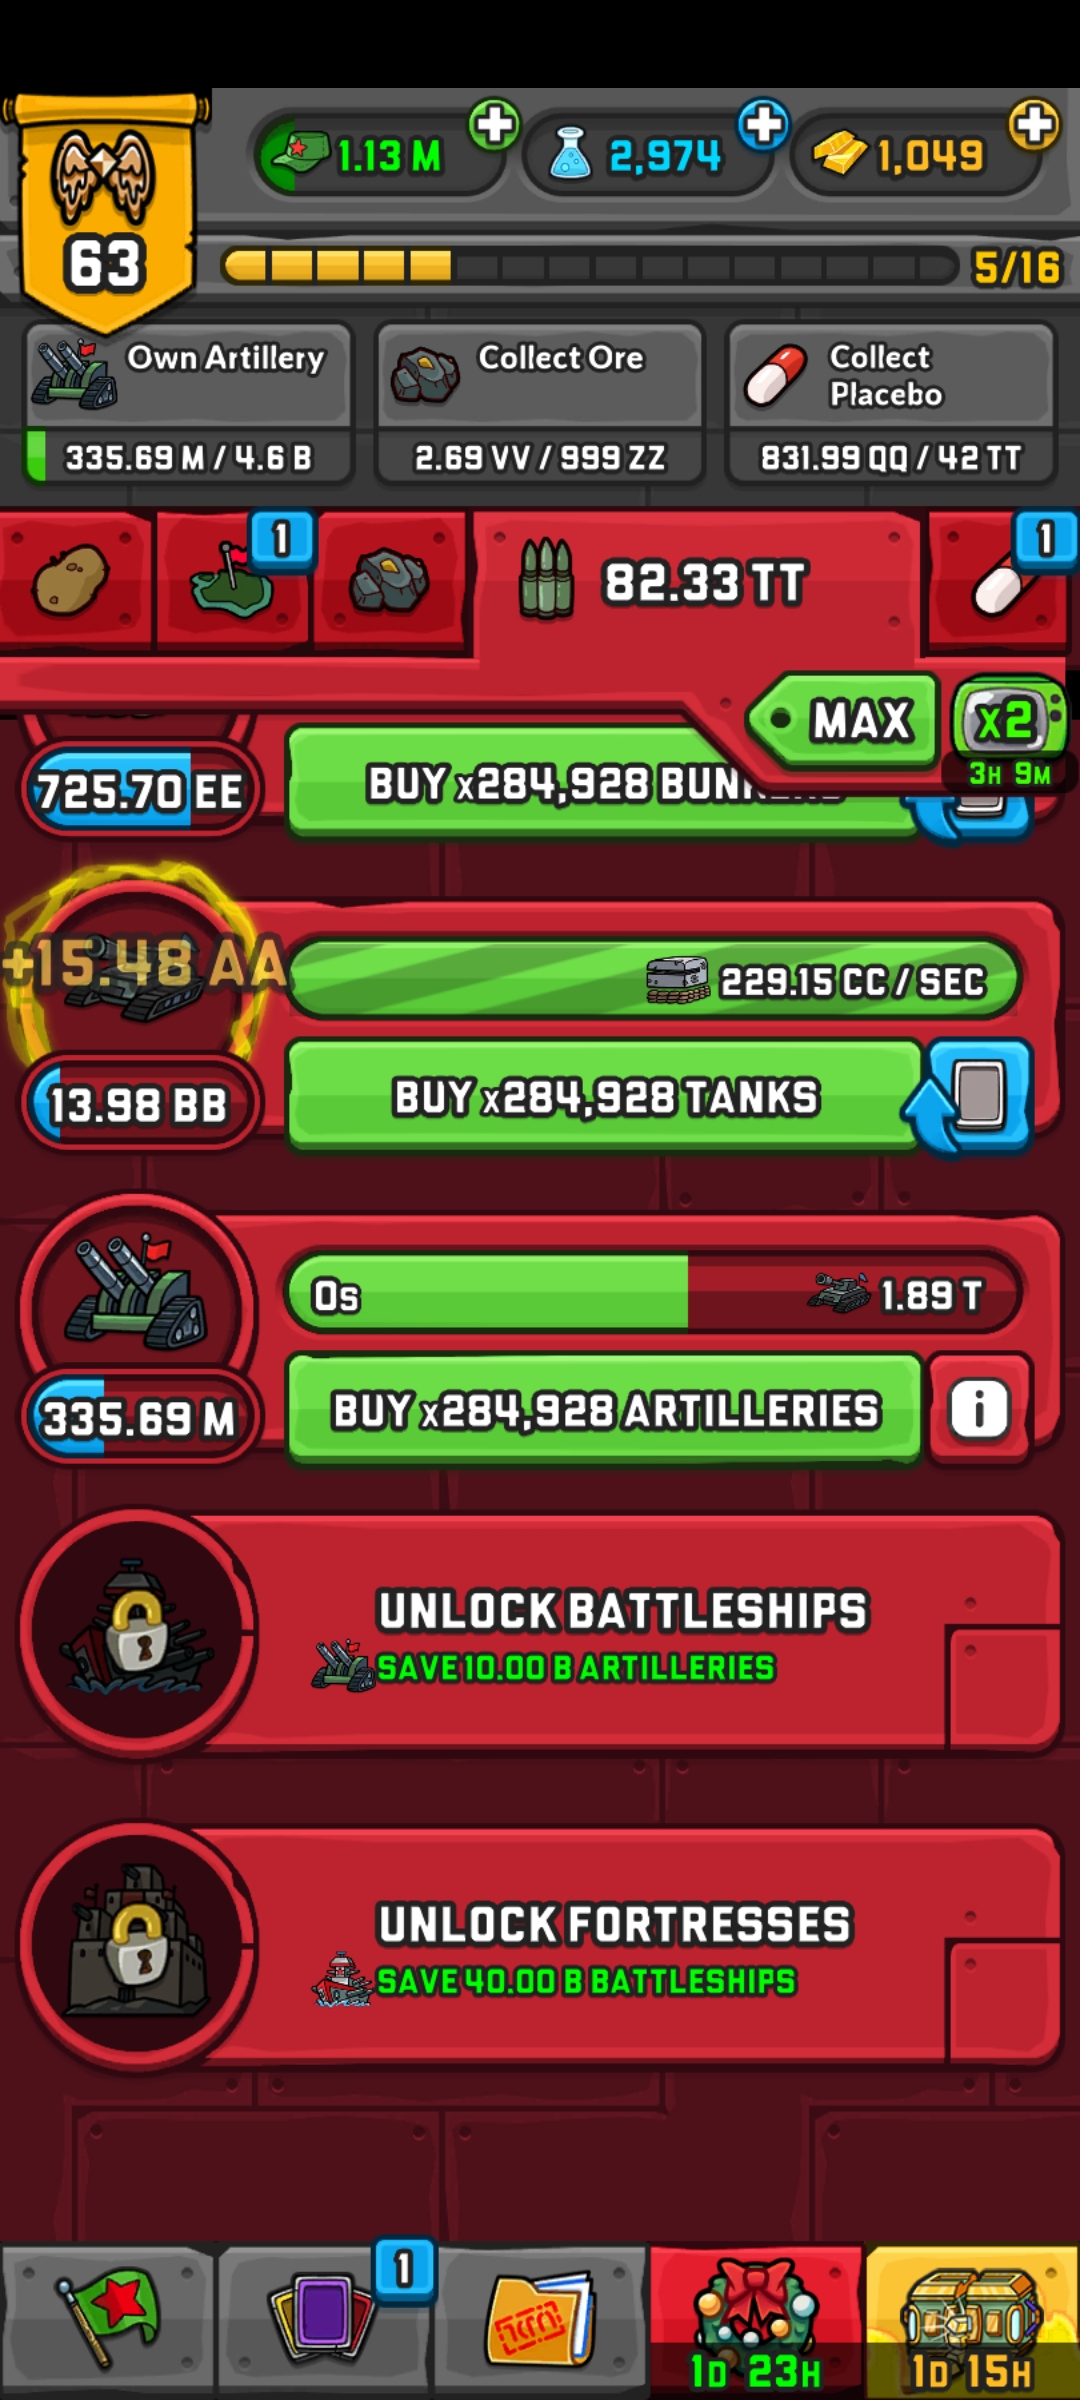 1.13 M
2,974
1,049
63
5/16
Own Artillery
335.69 M / 4.6 B
Collect Ore
2.69 VV / 999 ZZ
Collect
Placebo
831.99 QQ / 42 TT
1
82.33 TT
1
MAX
x2
3H 9M
725.70 EE
BUY x284,928
+15.48 AA
229.15 CC / SEC
13.98 BB
BUY x284,928 TANKS
0s
1.89 T
335.69 M
BUY x284,928 ARTILLERIES
i
UNLOCK BATTLESHIPS
SAVE 10.00 B ARTILLERIES
UNLOCK FORTRESSES
SAVE 40.00 B BATTLESHIPS
1
1D 23H
1D 15H